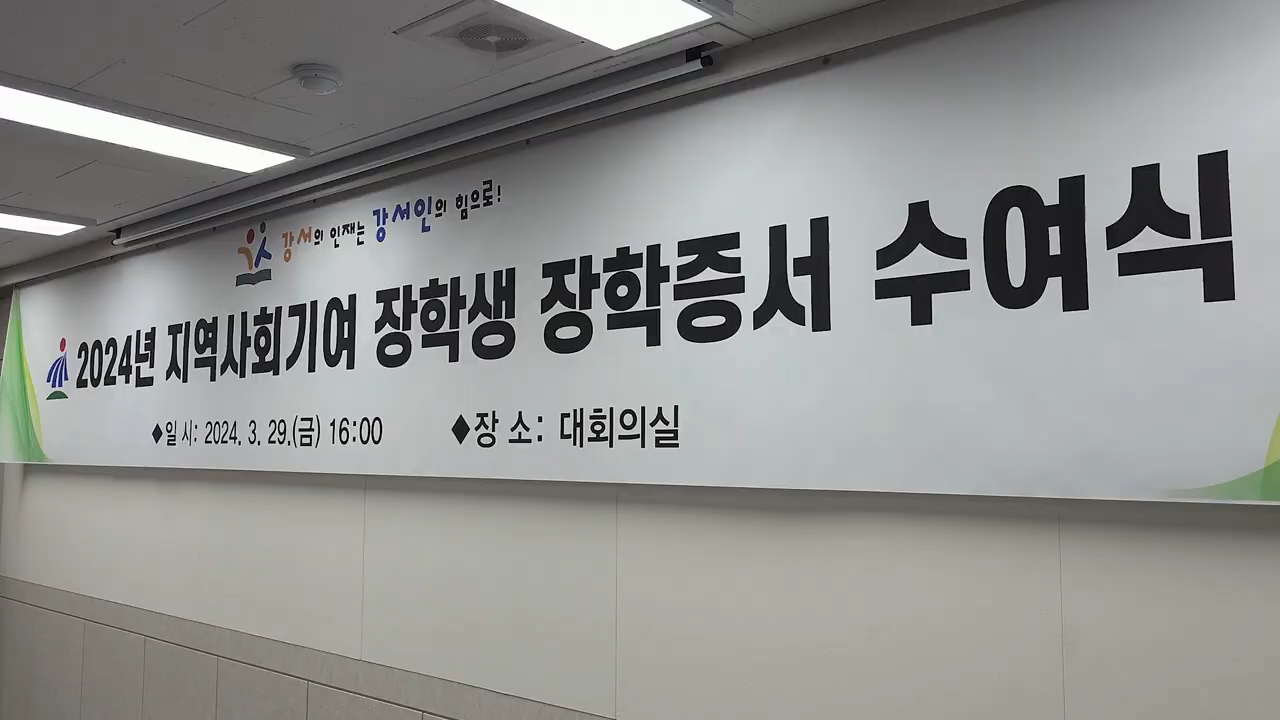 강서의 인재는 강서인의 힘으로!
2024년 지역사회기여 장학생 장학증서 수여식
◆일 시: 2024. 3. 29.(금) 16:00 ◆장 소: 대회의실